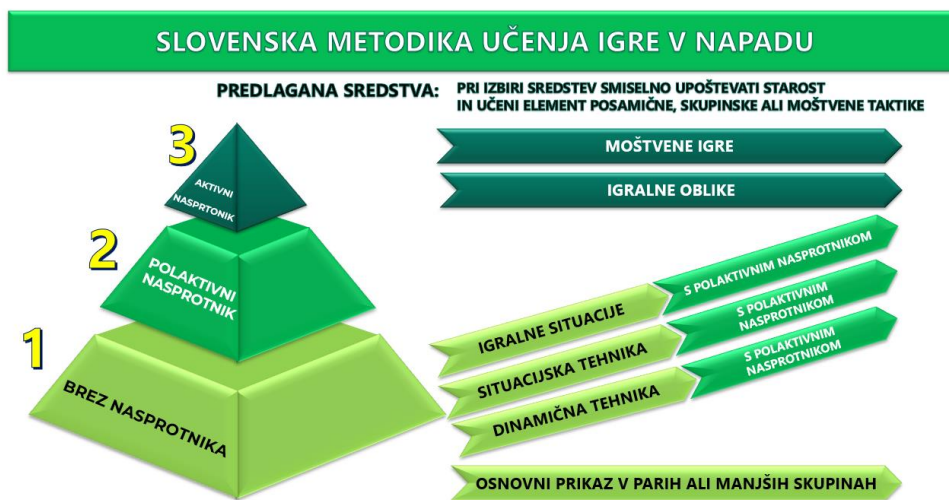 SLOVENSKA METODIKA UČENJA IGRE V NAPADU
PREDLAGANA SREDSTVA:
PRI IZBIRI SREDSTEV SMISELNO UPOŠTEVATI STAROST
IN UČENI ELEMENT POSAMIČNE, SKUPINSKE ALI MOŠTVENE TAKTIKE
3
AKTIVNI
NASPRTONIK
2
POLAKTIVNI
NASPROTNIK
1
BREZ NASPROTNIKA
MOŠTVENE IGRE
IGRALNE OBLIKE
IGRALNE SITUACIJE
S POLAKTIVNIM NASPROTNIKOM
SITUACIJSKA TEHNIKA
S POLAKTIVNIM
NASPROTNIKOM
DINAMIČNA TEHNIKA
S POLAKTIVNIM
NASPROTNIKOM
OSNOVNI PRIKAZ V PARIH ALI MANJŠIH SKUPINAH